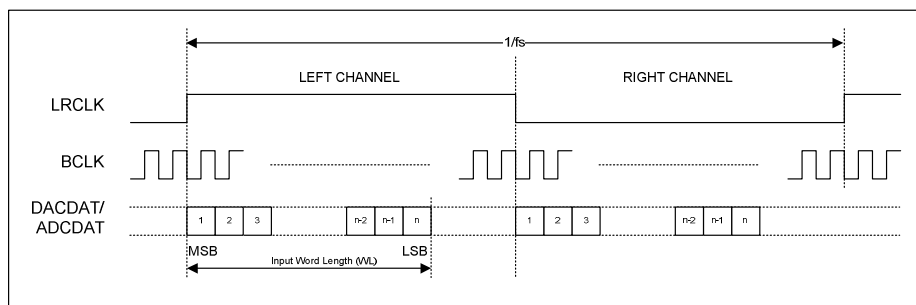 1/fs
LEFT CHANNEL
RIGHT CHANNEL
LRCLK
BCLK
DACDAT/
ADCDAT
1 2 3 n-2 n-1 n 1 2 3 n-2 n-1 n
MSB LSB
Input Word Length (WL)